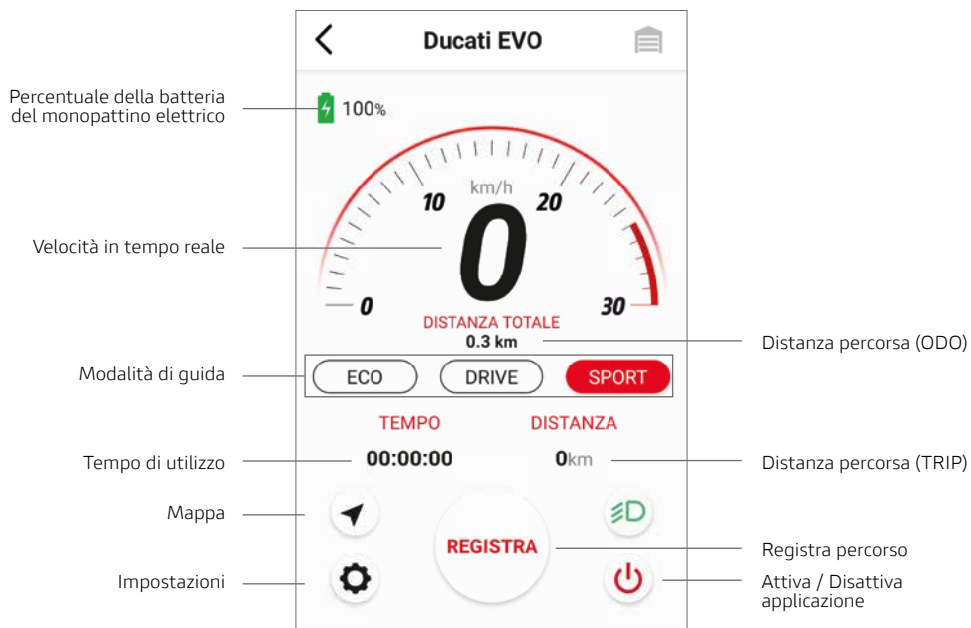 Ducati EVO
Percentuale della batteria
del monopattino elettrico
100%
km/h
10
20
Velocità in tempo reale
0
0
30
DISTANZA TOTALE
0.3 km
Distanza percorsa (ODO)
Modalità di guida
ECO
DRIVE
SPORT
TEMPO
DISTANZA
Tempo di utilizzo
00:00:00
0km
Distanza percorsa (TRIP)
Mappa
REGISTRA
Registra percorso
Impostazioni
Attiva / Disattiva
applicazione